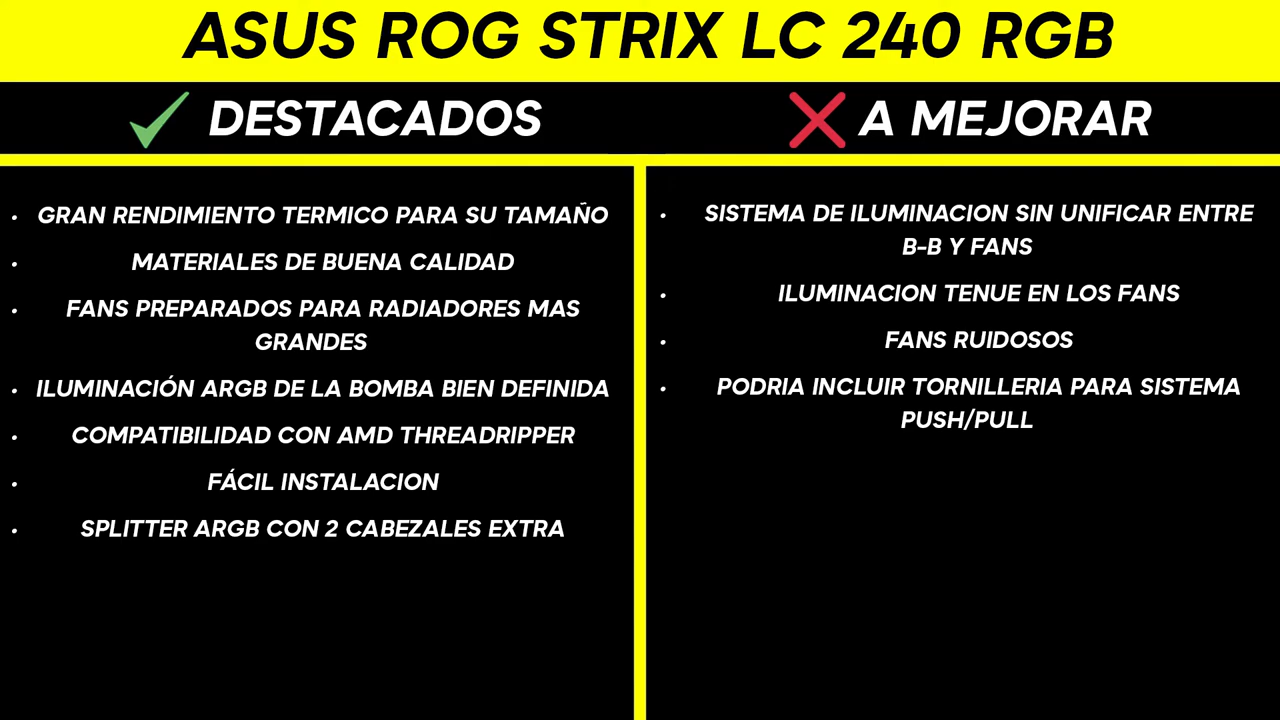 ASUS ROG STRIX LC 240 RGB
DESTACADOS
• GRAN RENDIMIENTO TERMICO PARA SU TAMAÑO
• MATERIALES DE BUENA CALIDAD
• FANS PREPARADOS PARA RADIADORES MAS
GRANDES
• ILUMINACIÓN ARGB DE LA BOMBA BIEN DEFINIDA
• COMPATIBILIDAD CON AMD THREADRIPPER
• FÁCIL INSTALACION
• SPLITTER ARGB CON 2 CABEZALES EXTRA
A MEJORAR
• SISTEMA DE ILUMINACION SIN UNIFICAR ENTRE
B-B Y FANS
• ILUMINACION TENUE EN LOS FANS
• FANS RUIDOSOS
• PODRIA INCLUIR TORNILLERIA PARA SISTEMA
PUSH/PULL